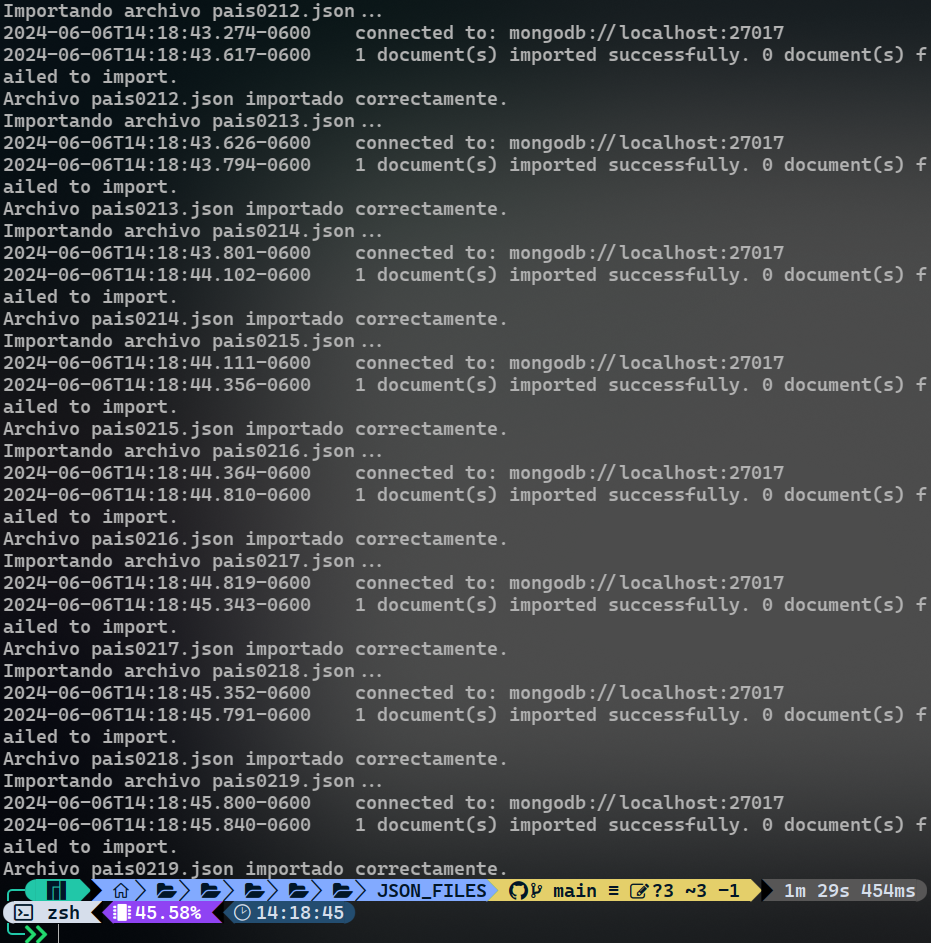 Importando archivo pais0212.json...
2024-06-06T14:18:43.274-0600    connected to: mongodb://localhost:27017
2024-06-06T14:18:43.617-0600    1 document(s) imported successfully. 0 document(s) f
ailed to import.
Archivo pais0212.json importado correctamente.
Importando archivo pais0213.json...
2024-06-06T14:18:43.626-0600    connected to: mongodb://localhost:27017
2024-06-06T14:18:43.794-0600    1 document(s) imported successfully. 0 document(s) f
ailed to import.
Archivo pais0213.json importado correctamente.
Importando archivo pais0214.json...
2024-06-06T14:18:43.801-0600    connected to: mongodb://localhost:27017
2024-06-06T14:18:44.102-0600    1 document(s) imported successfully. 0 document(s) f
ailed to import.
Archivo pais0214.json importado correctamente.
Importando archivo pais0215.json...
2024-06-06T14:18:44.111-0600    connected to: mongodb://localhost:27017
2024-06-06T14:18:44.356-0600    1 document(s) imported successfully. 0 document(s) f
ailed to import.
Archivo pais0215.json importado correctamente.
Importando archivo pais0216.json...
2024-06-06T14:18:44.364-0600    connected to: mongodb://localhost:27017
2024-06-06T14:18:44.810-0600    1 document(s) imported successfully. 0 document(s) f
ailed to import.
Archivo pais0216.json importado correctamente.
Importando archivo pais0217.json...
2024-06-06T14:18:44.819-0600    connected to: mongodb://localhost:27017
2024-06-06T14:18:45.343-0600    1 document(s) imported successfully. 0 document(s) f
ailed to import.
Archivo pais0217.json importado correctamente.
Importando archivo pais0218.json...
2024-06-06T14:18:45.352-0600    connected to: mongodb://localhost:27017
2024-06-06T14:18:45.791-0600    1 document(s) imported successfully. 0 document(s) f
ailed to import.
Archivo pais0218.json importado correctamente.
Importando archivo pais0219.json...
2024-06-06T14:18:45.800-0600    connected to: mongodb://localhost:27017
2024-06-06T14:18:45.840-0600    1 document(s) imported successfully. 0 document(s) f
ailed to import.
Archivo pais0219.json importado correctamente.
JSON_FILES main ≡ ?3 ~3 -1 1m 29s 454ms
zsh 45.58% 14:18:45